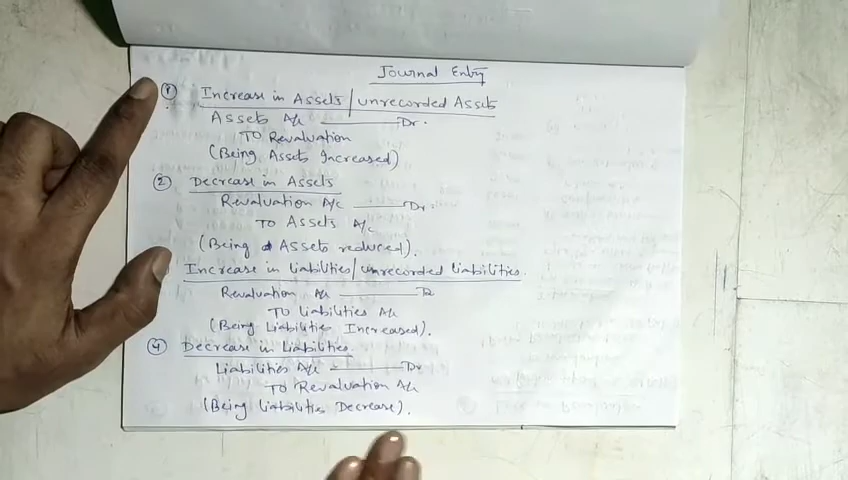 Journal Entry
① Increase in Assets / unrecorded Assets
Assets A/c ——— Dr.
To Revaluation
(Being Assets Increased)
② Decrease in Assets
Revaluation A/c ——— Dr.
To Assets A/c
(Being Assets reduced).
Increase in liabilities / unrecorded liabilities.
Revaluation A/c ——— Dr
To Liabilities A/c
(Being Liabilities Increased).
④ Decrease in Liabilities.
Liabilities A/c ——— Dr
To Revaluation A/c
(Being liabilities Decrease).